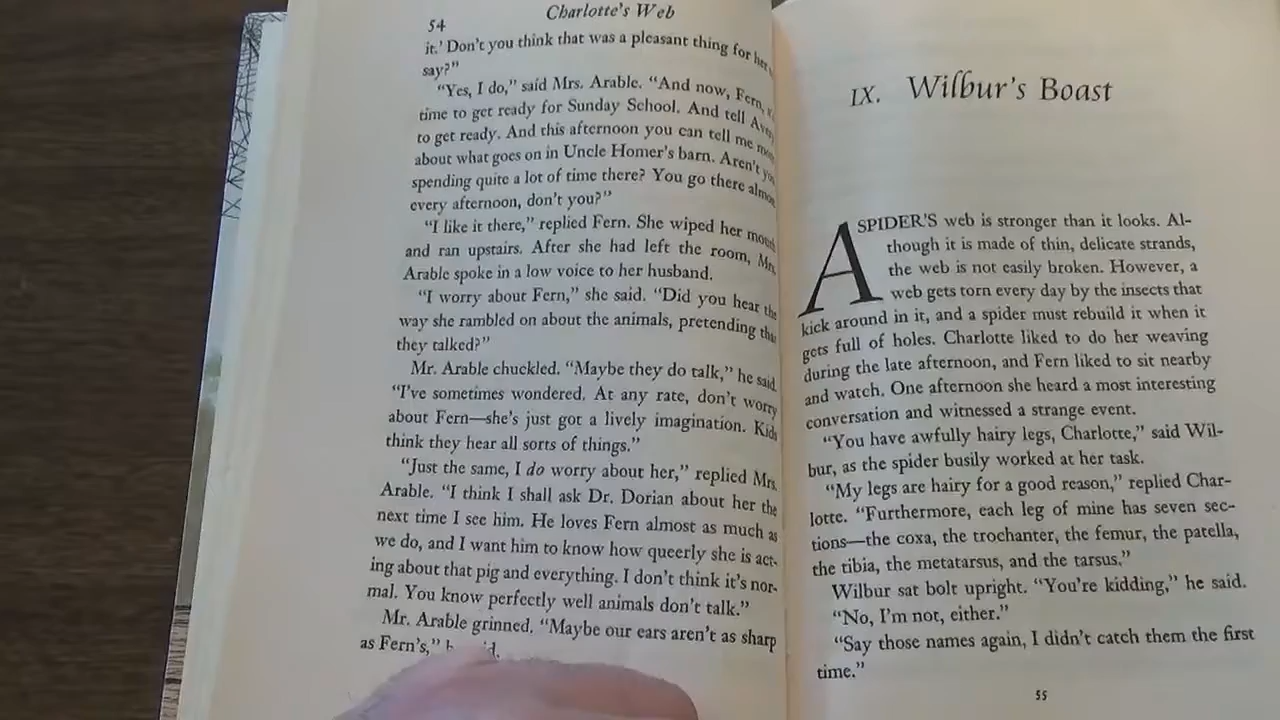 54
Charlotte's Web
it.' Don't you think that was a pleasant thing for her
say?"
"Yes, I do," said Mrs. Arable. "And now, Fern,
time to get ready for Sunday School. And tell Avery
to get ready. And this afternoon you can tell me more
about what goes on in Uncle Homer's barn. Aren't you
spending quite a lot of time there? You go there almost
every afternoon, don't you?"
"I like it there," replied Fern. She wiped her mouth
and ran upstairs. After she had left the room, Mrs.
Arable spoke in a low voice to her husband.
"I worry about Fern," she said. "Did you hear the
way she rambled on about the animals, pretending that
they talked?"
Mr. Arable chuckled. "Maybe they do talk," he said.
"I've sometimes wondered. At any rate, don't worry
about Fern—she's just got a lively imagination. Kids
think they hear all sorts of things."
"Just the same, I do worry about her," replied Mrs.
Arable. "I think I shall ask Dr. Dorian about her the
next time I see him. He loves Fern almost as much as
we do, and I want him to know how queerly she is act-
ing about that pig and everything. I don't think it's nor-
mal. You know perfectly well animals don't talk."
Mr. Arable grinned. "Maybe our ears aren't as sharp
as Fern's,"
IX. Wilbur's Boast
A SPIDER'S web is stronger than it looks. Al-
though it is made of thin, delicate strands,
the web is not easily broken. However, a
web gets torn every day by the insects that
kick around in it, and a spider must rebuild it when it
gets full of holes. Charlotte liked to do her weaving
during the late afternoon, and Fern liked to sit nearby
and watch. One afternoon she heard a most interesting
conversation and witnessed a strange event.
"You have awfully hairy legs, Charlotte," said Wil-
bur, as the spider busily worked at her task.
"My legs are hairy for a good reason," replied Char-
lotte. "Furthermore, each leg of mine has seven sec-
tions—the coxa, the trochanter, the femur, the patella,
the tibia, the metatarsus, and the tarsus."
Wilbur sat bolt upright. "You're kidding," he said.
"No, I'm not, either."
"Say those names again, I didn't catch them the first
time."
55